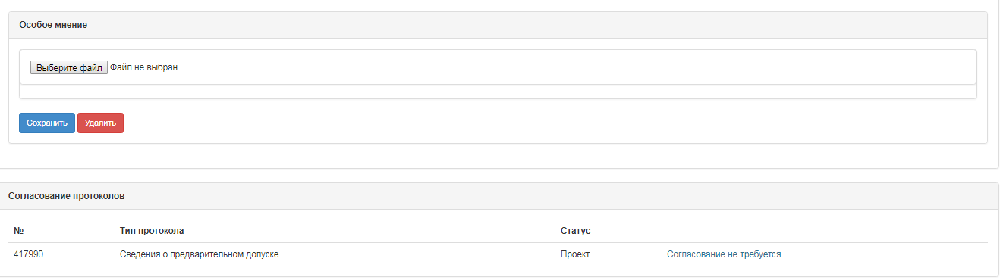 Особое мнение
Выберите файл Файл не выбран
Сохранить Удалить
Согласование протоколов
№ Тип протокола Статус
417990 Сведения о предварительном допуске Проект Согласование не требуется